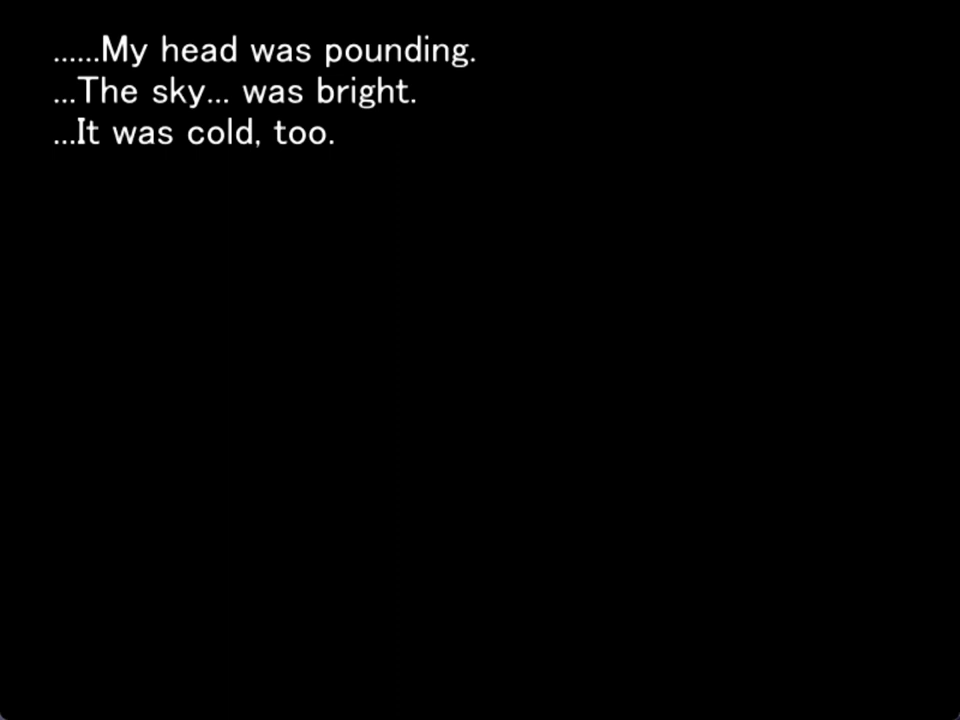 ......My head was pounding.
...The sky... was bright.
...It was cold, too.